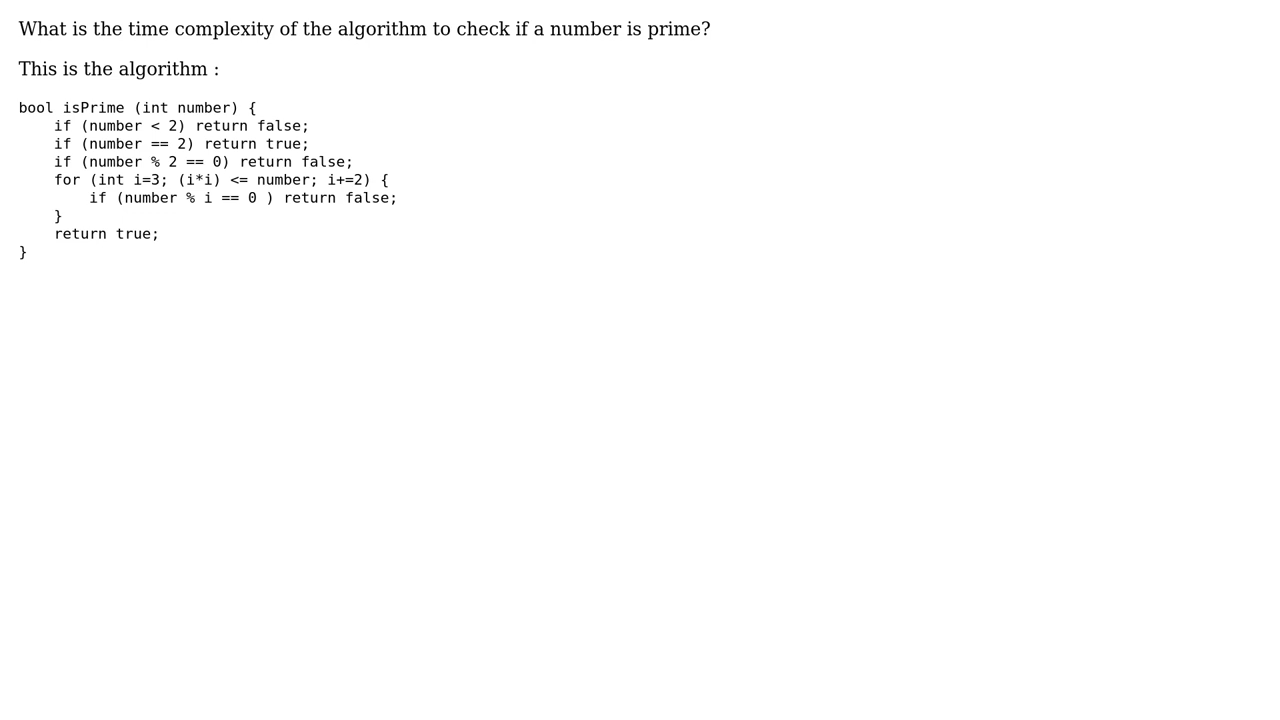 What is the time complexity of the algorithm to check if a number is prime?
This is the algorithm :
bool isPrime (int number) {
    if (number < 2) return false;
    if (number == 2) return true;
    if (number % 2 == 0) return false;
    for (int i=3; (i*i) <= number; i+=2) {
        if (number % i == 0 ) return false;
    }
    return true;
}